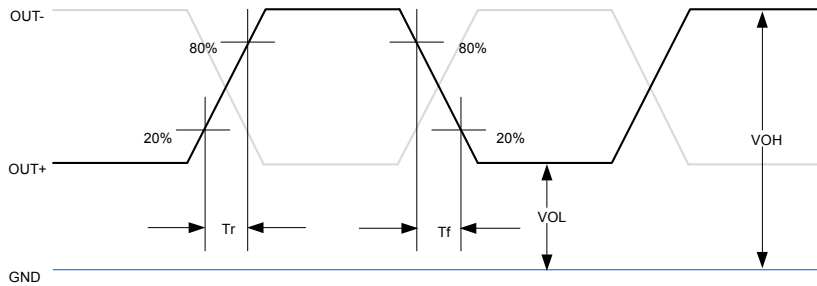 OUT-
80%
80%
20%
20%
OUT+
VOH
VOL
Tr
Tf
GND